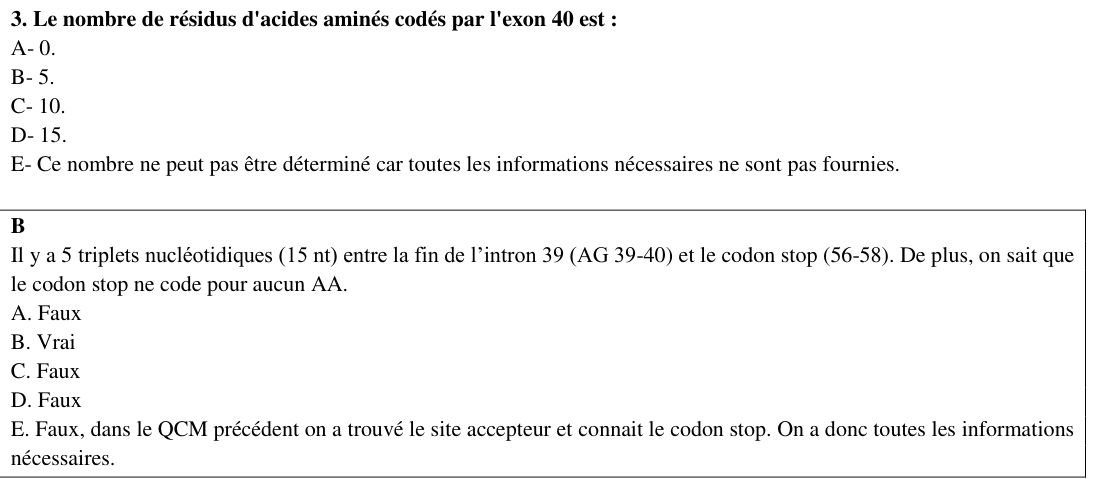 3. Le nombre de résidus d'acides aminés codés par l'exon 40 est :
A- 0.
B- 5.
C- 10.
D- 15.
E- Ce nombre ne peut pas être déterminé car toutes les informations nécessaires ne sont pas fournies.
B
Il y a 5 triplets nucléotidiques (15 nt) entre la fin de l’intron 39 (AG 39-40) et le codon stop (56-58). De plus, on sait que
le codon stop ne code pour aucun AA.
A. Faux
B. Vrai
C. Faux
D. Faux
E. Faux, dans le QCM précédent on a trouvé le site accepteur et connait le codon stop. On a donc toutes les informations
nécessaires.